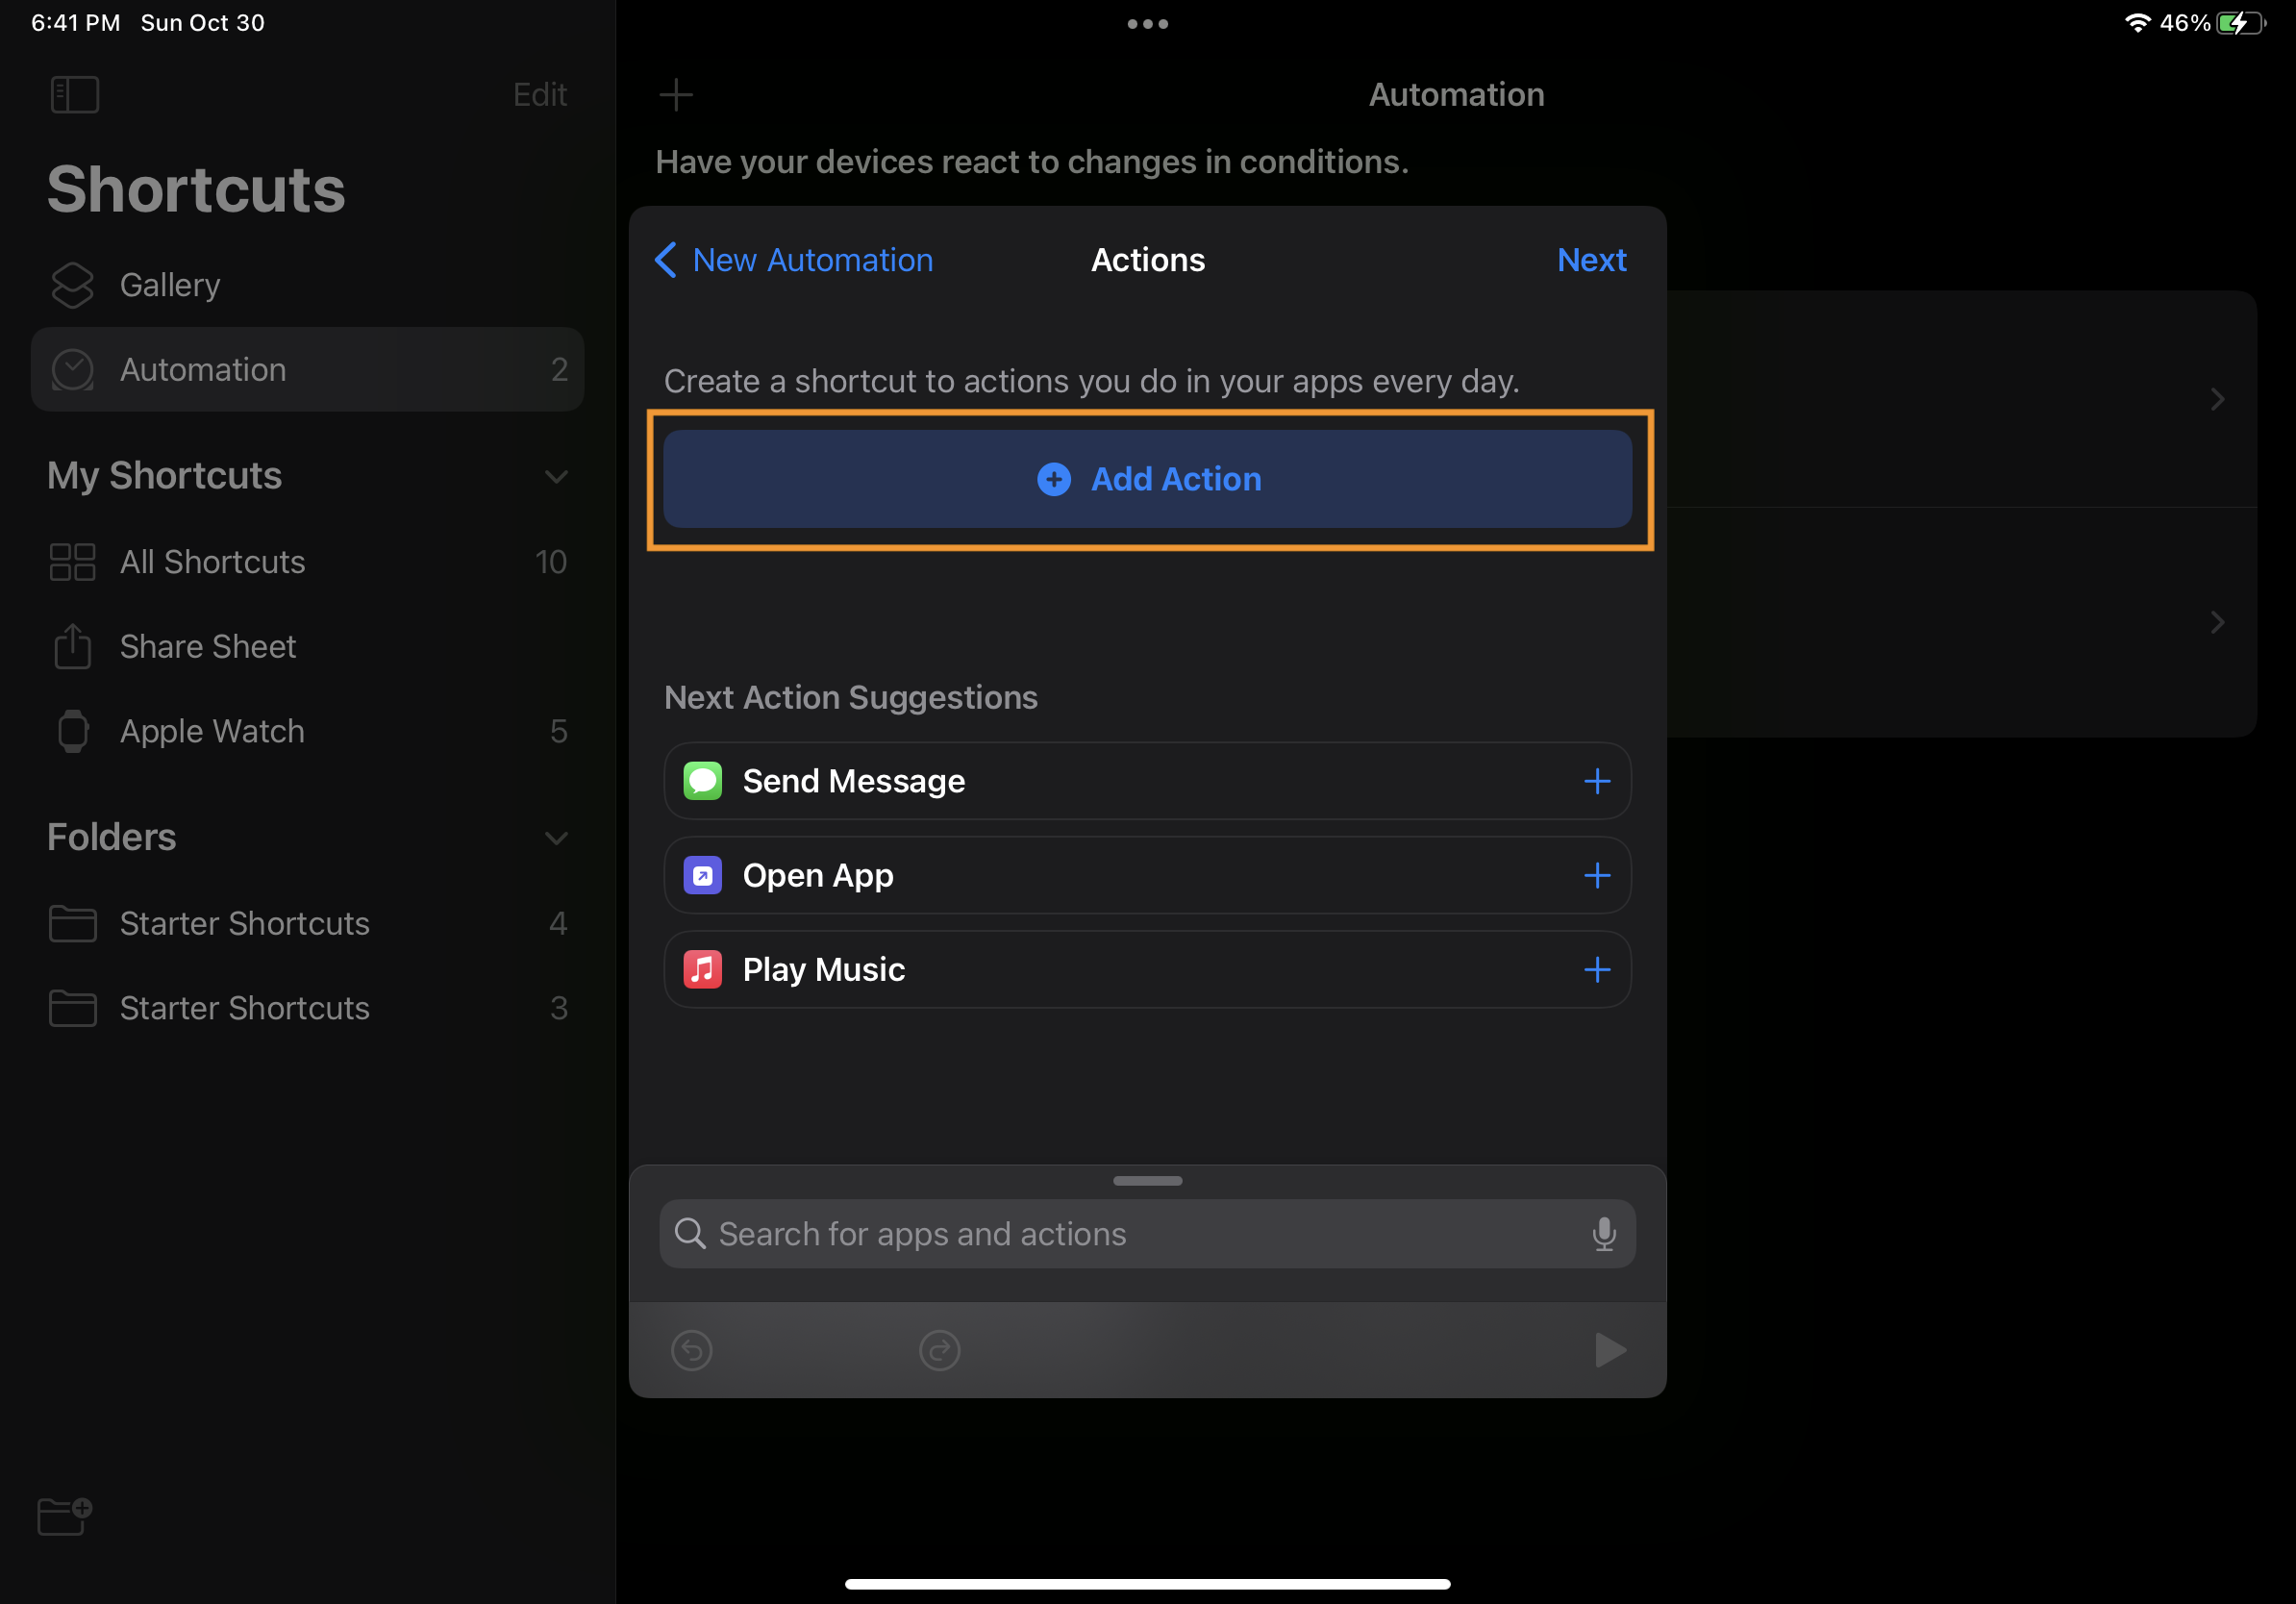 6:41 PM Sun Oct 30
46%
Edit
Shortcuts
Gallery
Automation 2
My Shortcuts
All Shortcuts 10
Share Sheet
Apple Watch 5
Folders
Starter Shortcuts 4
Starter Shortcuts 3
Automation
Have your devices react to changes in conditions.
New Automation Actions Next
Create a shortcut to actions you do in your apps every day.
Add Action
Next Action Suggestions
Send Message
Open App
Play Music
Search for apps and actions